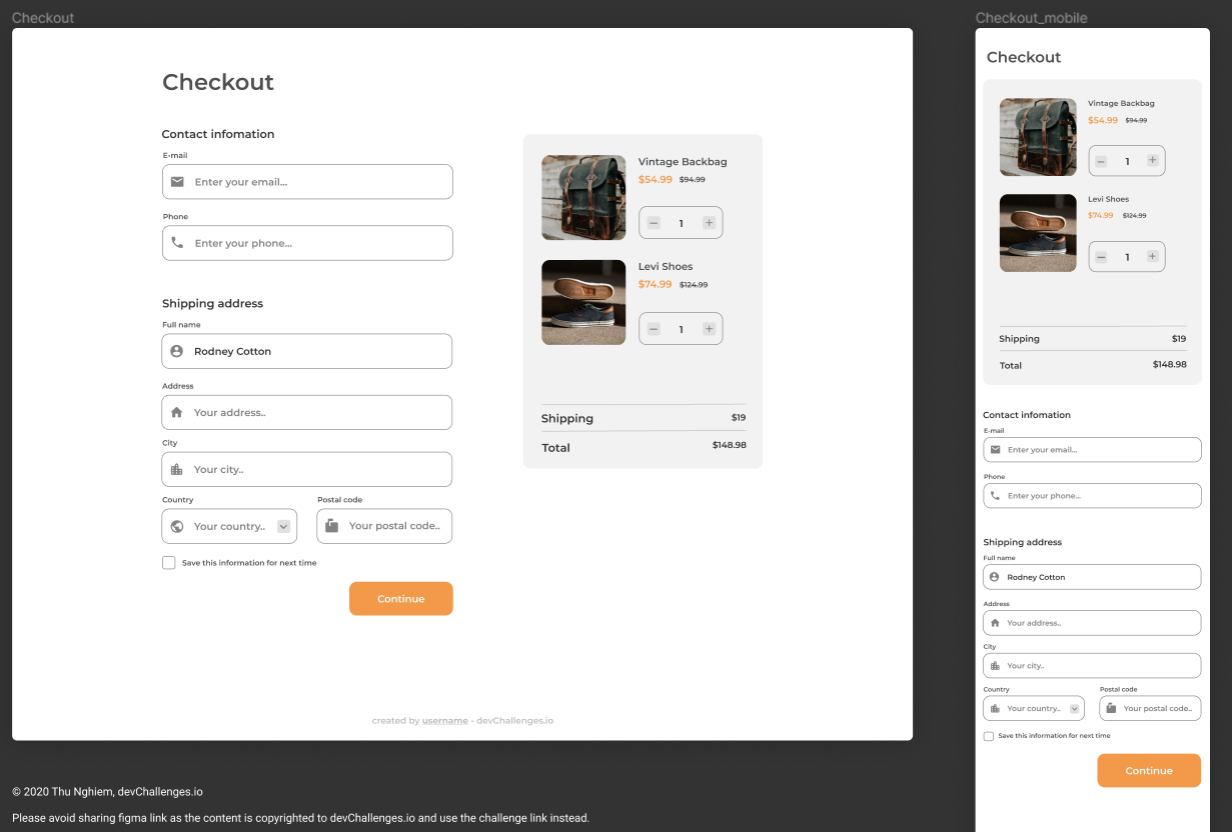 Checkout
Checkout
Contact infomation
E-mail
Enter your email...
Phone
Enter your phone...
Shipping address
Full name
Rodney Cotton
Address
Your address..
City
Your city..
Country
Postal code
Your country..
Your postal code..
Save this information for next time
Continue
Vintage Backbag
$54.99 $94.99
− 1 +
Levi Shoes
$74.99 $124.99
− 1 +
Shipping $19
Total $148.98
created by username - devChallenges.io
© 2020 Thu Nghiem, devChallenges.io
Please avoid sharing figma link as the content is copyrighted to devChallenges.io and use the challenge link instead.
Checkout_mobile
Checkout
Vintage Backbag
$54.99 $94.99
− 1 +
Levi Shoes
$74.99 $124.99
− 1 +
Shipping $19
Total $148.98
Contact infomation
E-mail
Enter your email...
Phone
Enter your phone...
Shipping address
Full name
Rodney Cotton
Address
Your address..
City
Your city..
Country
Postal code
Your country..
Your postal code..
Save this information for next time
Continue